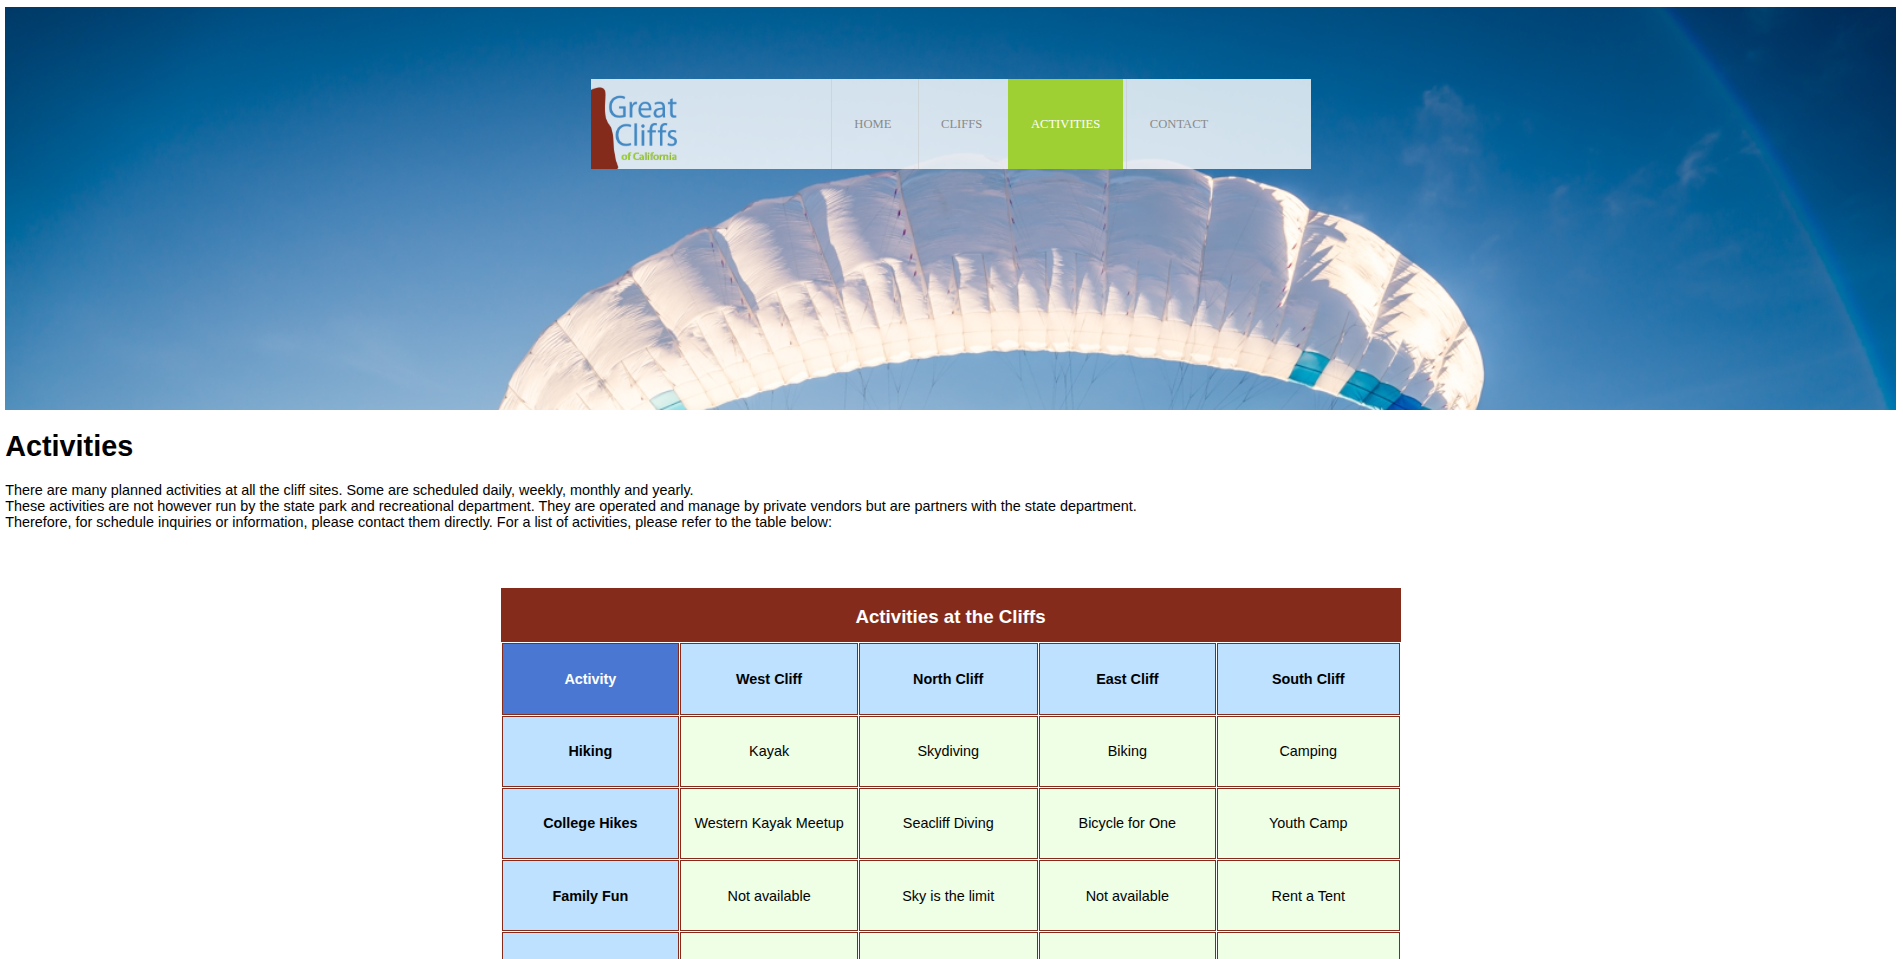 Great
Cliffs
of California
HOME CLIFFS ACTIVITIES CONTACT
Activities
There are many planned activities at all the cliff sites. Some are scheduled daily, weekly, monthly and yearly.
These activities are not however run by the state park and recreational department. They are operated and manage by private vendors but are partners with the state department.
Therefore, for schedule inquiries or information, please contact them directly. For a list of activities, please refer to the table below:
Activities at the Cliffs
Activity West Cliff North Cliff East Cliff South Cliff
Hiking Kayak Skydiving Biking Camping
College Hikes Western Kayak Meetup Seacliff Diving Bicycle for One Youth Camp
Family Fun Not available Sky is the limit Not available Rent a Tent